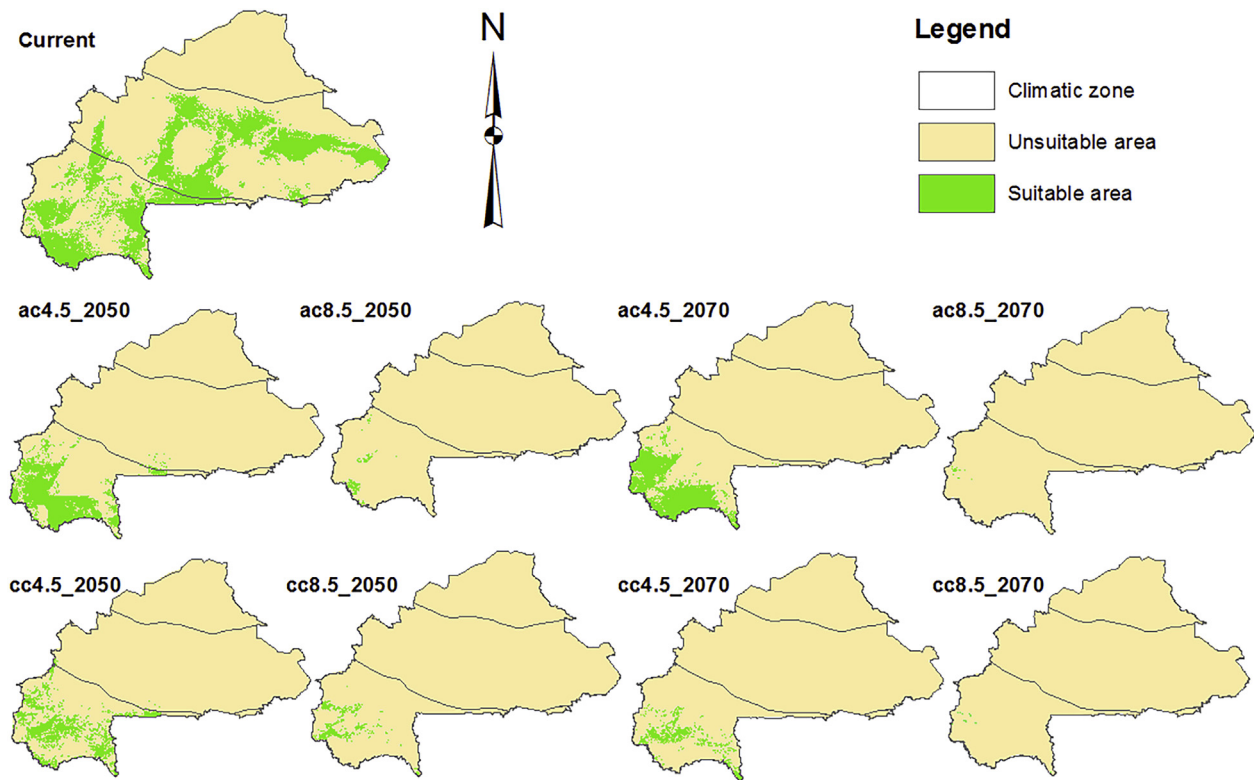 Current
N
Legend
Climatic zone
Unsuitable area
Suitable area
ac4.5_2050
ac8.5_2050
ac4.5_2070
ac8.5_2070
cc4.5_2050
cc8.5_2050
cc4.5_2070
cc8.5_2070